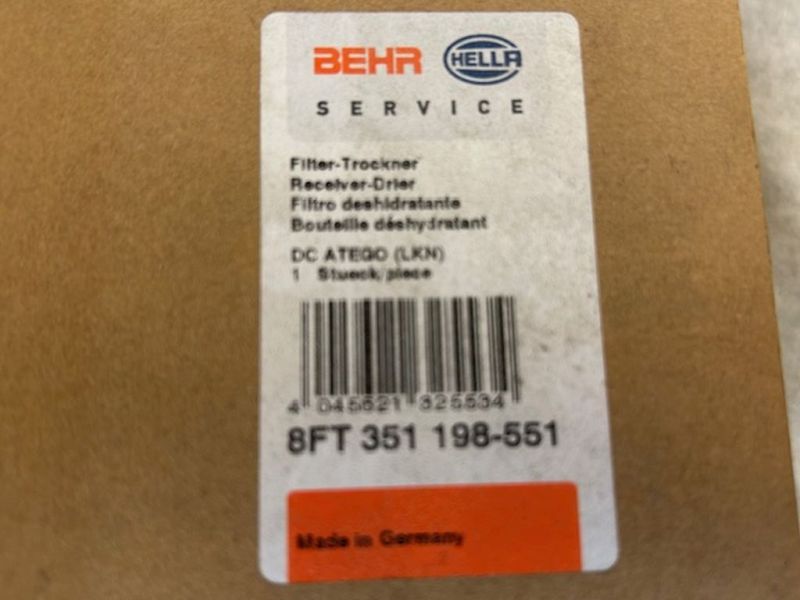 BEHR HELLA
SERVICE
Filter-Trockner
Receiver-Drier
Filtro deshidratante
Bouteille déshydratant
DC ATEGO (LKN)
1 Stueck/piece
4 045621 325534
8FT 351 198-551
Made in Germany